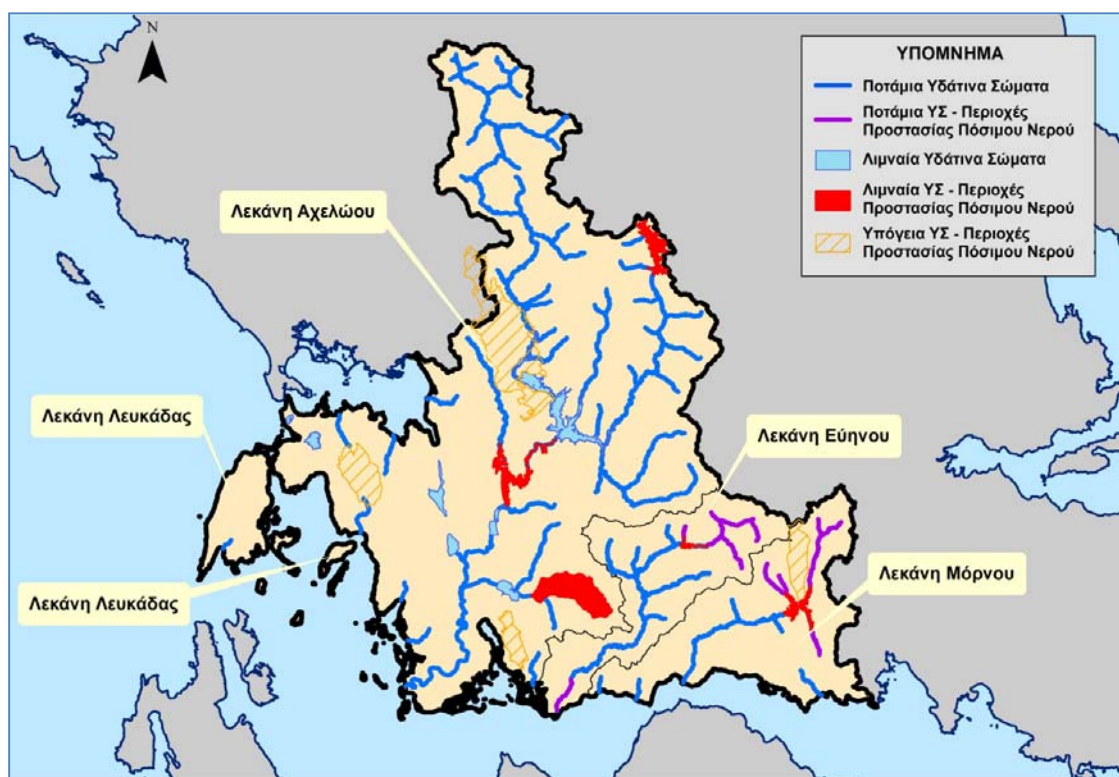 N
ΥΠΟΜΝΗΜΑ
Ποτάμια Υδάτινα Σώματα
Ποτάμια ΥΣ - Περιοχές
Προστασίας Πόσιμου Νερού
Λιμναία Υδάτινα Σώματα
Λιμναία ΥΣ - Περιοχές
Προστασίας Πόσιμου Νερού
Υπόγεια ΥΣ - Περιοχές
Προστασίας Πόσιμου Νερού
Λεκάνη Αχελώου
Λεκάνη Λευκάδας
Λεκάνη Εύηνου
Λεκάνη Μόρνου
Λεκάνη Λευκάδας